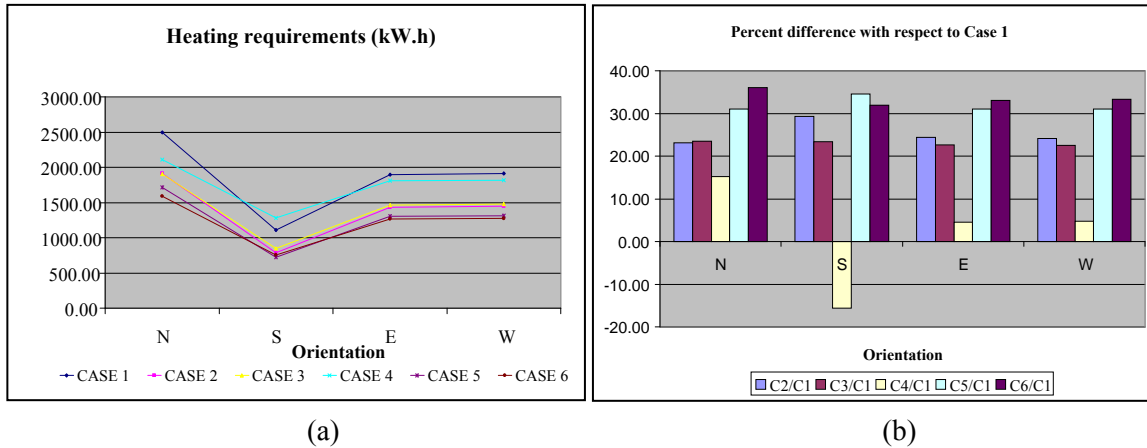 Heating requirements (kW.h)
3000.00
2500.00
2000.00
1500.00
1000.00
500.00
0.00
N S E W
Orientation
CASE 1 CASE 2 CASE 3 CASE 4 CASE 5 CASE 6
(a)
Percent difference with respect to Case 1
40.00
30.00
20.00
10.00
0.00
-10.00
-20.00
N S E W
Orientation
C2/C1 C3/C1 C4/C1 C5/C1 C6/C1
(b)